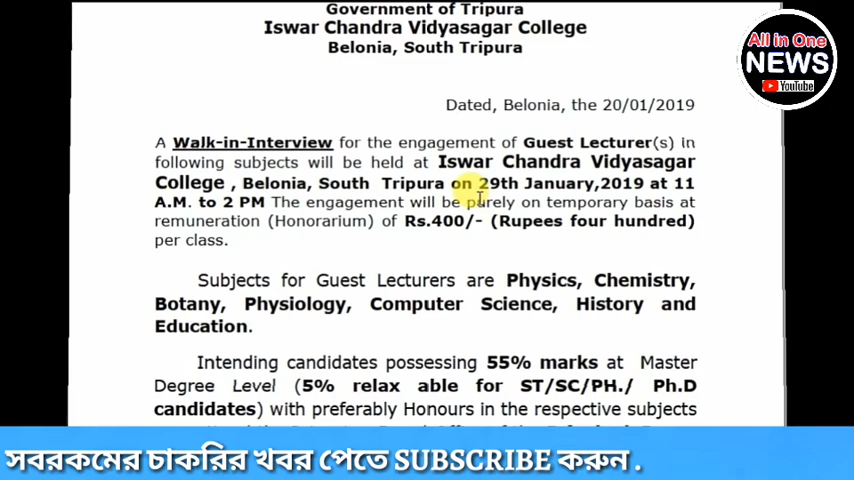 Government of Tripura
Iswar Chandra Vidyasagar College
Belonia, South Tripura
All in One
NEWS
YouTube
Dated, Belonia, the 20/01/2019
A Walk-in-Interview for the engagement of Guest Lecturer(s) in
following subjects will be held at Iswar Chandra Vidyasagar
College , Belonia, South Tripura on 29th January,2019 at 11
A.M. to 2 PM The engagement will be purely on temporary basis at
remuneration (Honorarium) of Rs.400/- (Rupees four hundred)
per class.
Subjects for Guest Lecturers are Physics, Chemistry,
Botany, Physiology, Computer Science, History and
Education.
Intending candidates possessing 55% marks at Master
Degree Level (5% relax able for ST/SC/PH./ Ph.D
candidates) with preferably Honours in the respective subjects
সবরকমের চাকরির খবর পেতে SUBSCRIBE করুন .